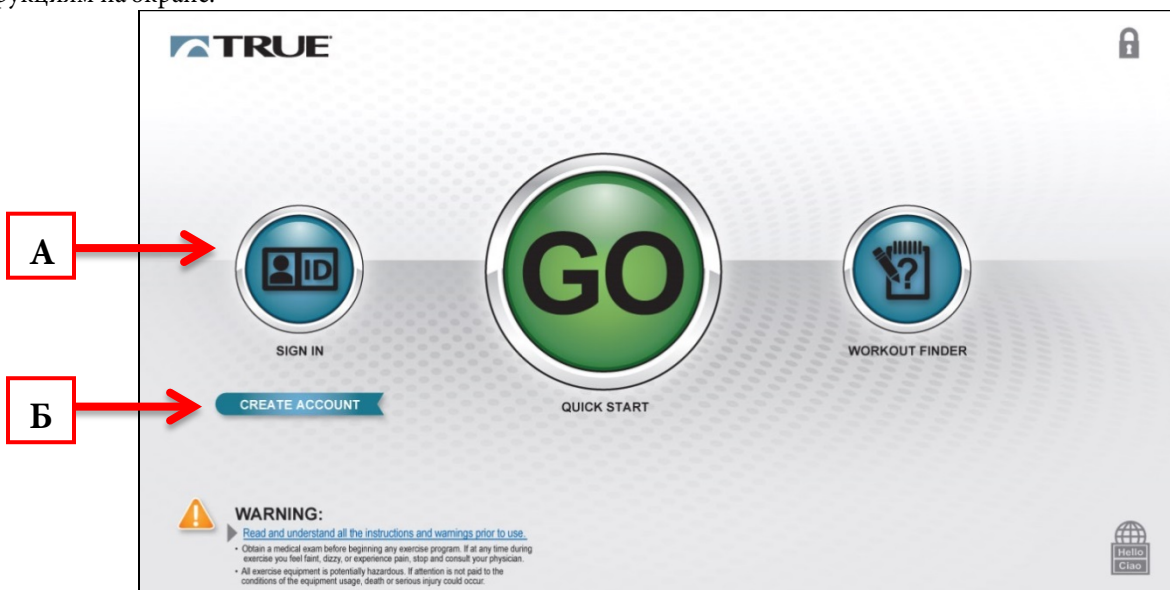 рукциям на экране.
TRUE
А
ID
GO
?
SIGN IN
WORKOUT FINDER
Б
CREATE ACCOUNT
QUICK START
WARNING:
Read and understand all the instructions and warnings prior to use.
• Obtain a medical exam before beginning any exercise program. If at any time during
exercise you feel faint, dizzy, or experience pain, stop and consult your physician.
• All exercise equipment is potentially hazardous. If attention is not paid to the
conditions of the equipment usage, death or serious injury could occur.
Hello
Ciao